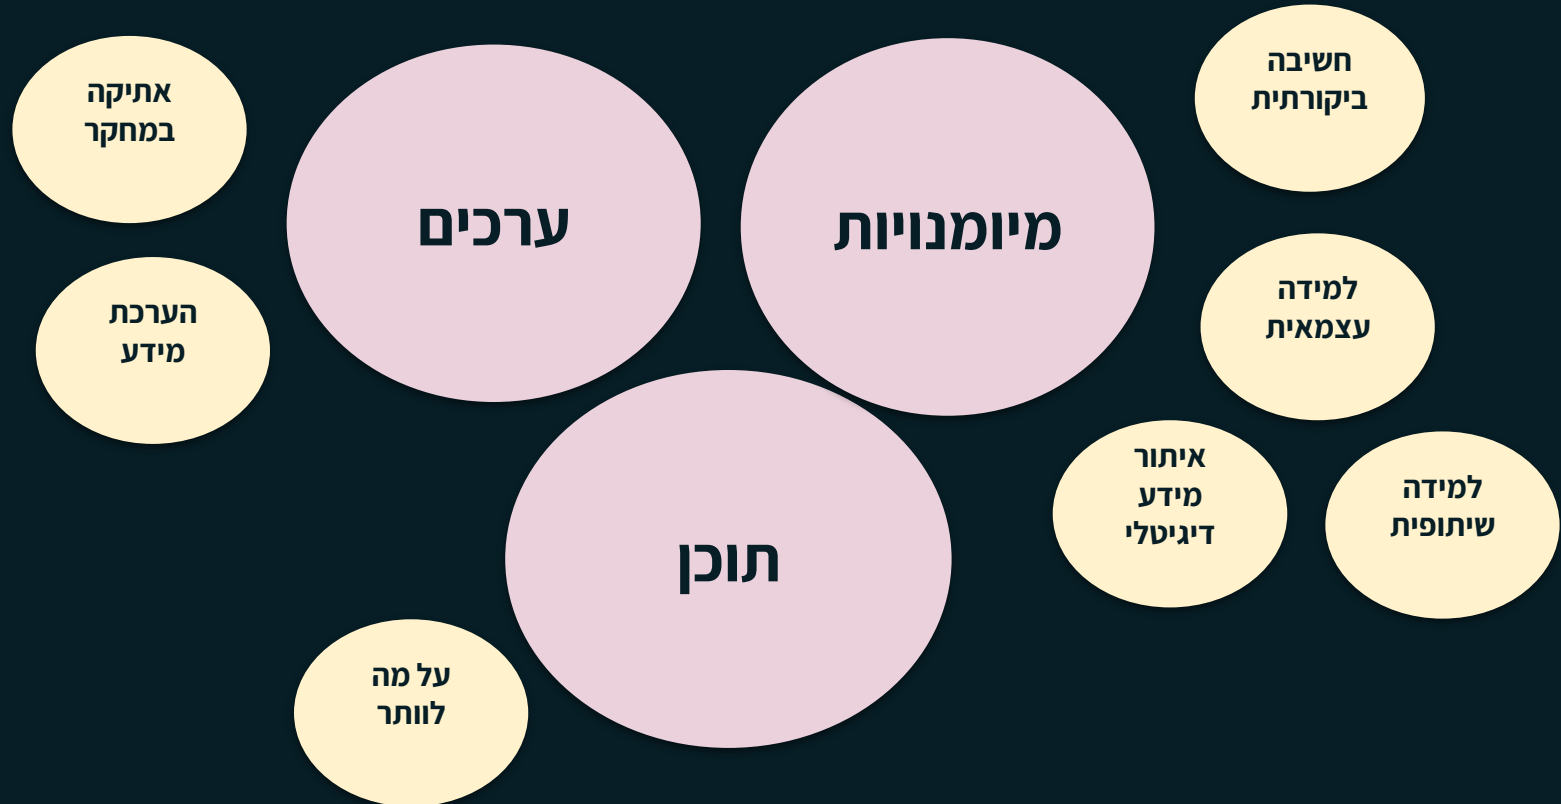 חשיבה
ביקורתית
אתיקה
במחקר
מיומנויות
ערכים
למידה
עצמאית
הערכת
מידע
איתור
מידע
דיגיטלי
למידה
שיתופית
תוכן
על מה
לוותר